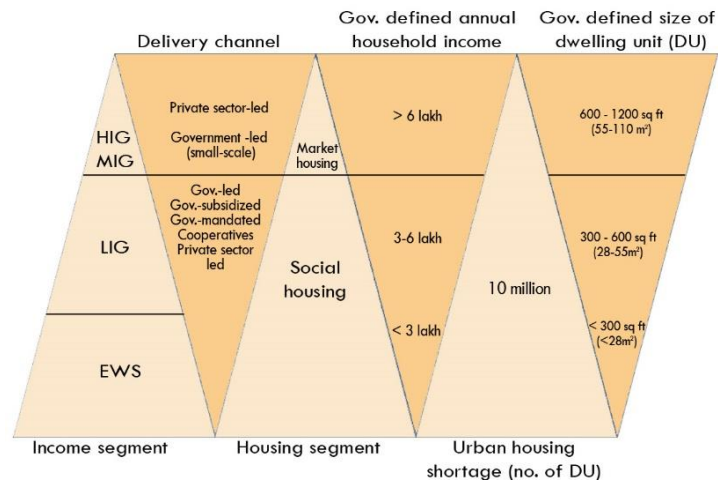 Delivery channel
Gov. defined annual
household income
Gov. defined size of
dwelling unit (DU)
HIG
MIG
Private sector-led
Government -led
(small-scale)
Market
housing
> 6 lakh
600 - 1200 sq ft
(55-110 m²)
LIG
Gov.-led
Gov.-subsidized
Gov.-mandated
Cooperatives
Private sector
led
Social
housing
3-6 lakh
10 million
300 - 600 sq ft
(28-55m²)
EWS
< 3 lakh
< 300 sq ft
(<28m²)
Income segment
Housing segment
Urban housing
shortage (no. of DU)